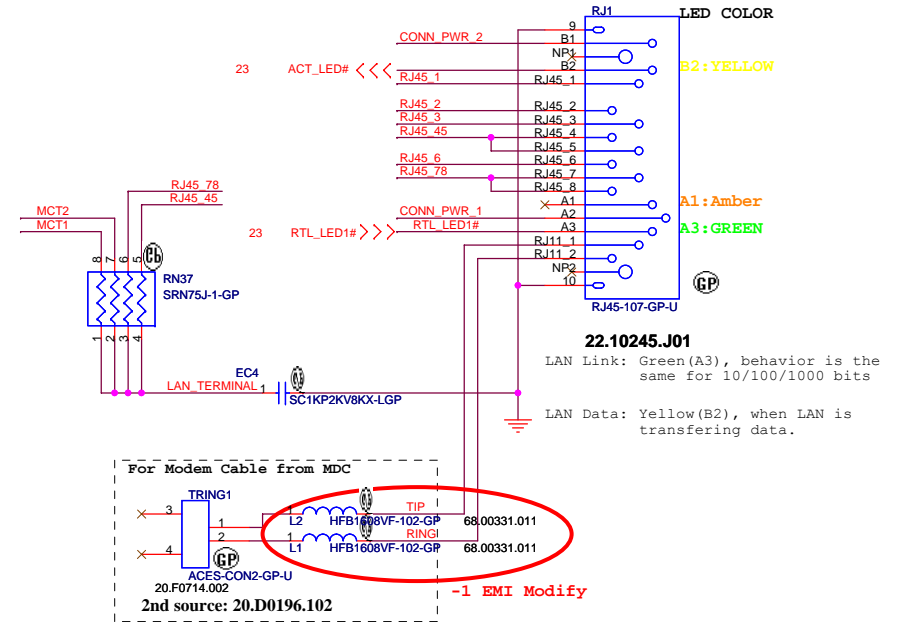 RJ1
LED COLOR
9
CONN_PWR_2
B1
NP1
23
ACT_LED#
B2
B2:YELLOW
RJ45_1
RJ45_1
RJ45_2
RJ45_2
RJ45_3
RJ45_3
RJ45_45
RJ45_4
RJ45_5
RJ45_6
RJ45_6
RJ45_78
RJ45_7
RJ45_78
RJ45_8
RJ45_45
A1
A1:Amber
MCT2
CONN_PWR_1
A2
MCT1
23
RTL_LED1#
RTL_LED1#
A3
A3:GREEN
RJ11_1
RJ11_2
8
7
6
5
NP2
RN37
10
GP
SRN75J-1-GP
RJ45-107-GP-U
1
2
3
4
22.10245.J01
LAN Link: Green(A3), behavior is the
same for 10/100/1000 bits
EC4
LAN_TERMINAL
1
SC1KP2KV8KX-LGP
LAN Data: Yellow(B2), when LAN is
transfering data.
For Modem Cable from MDC
TRING1
3
1
1
TIP
L2
HFB1608VF-102-GP
68.00331.011
2
1
RING
4
L1
HFB1608VF-102-GP
68.00331.011
GP
ACES-CON2-GP-U
20.F0714.002
-1 EMI Modify
2nd source: 20.D0196.102